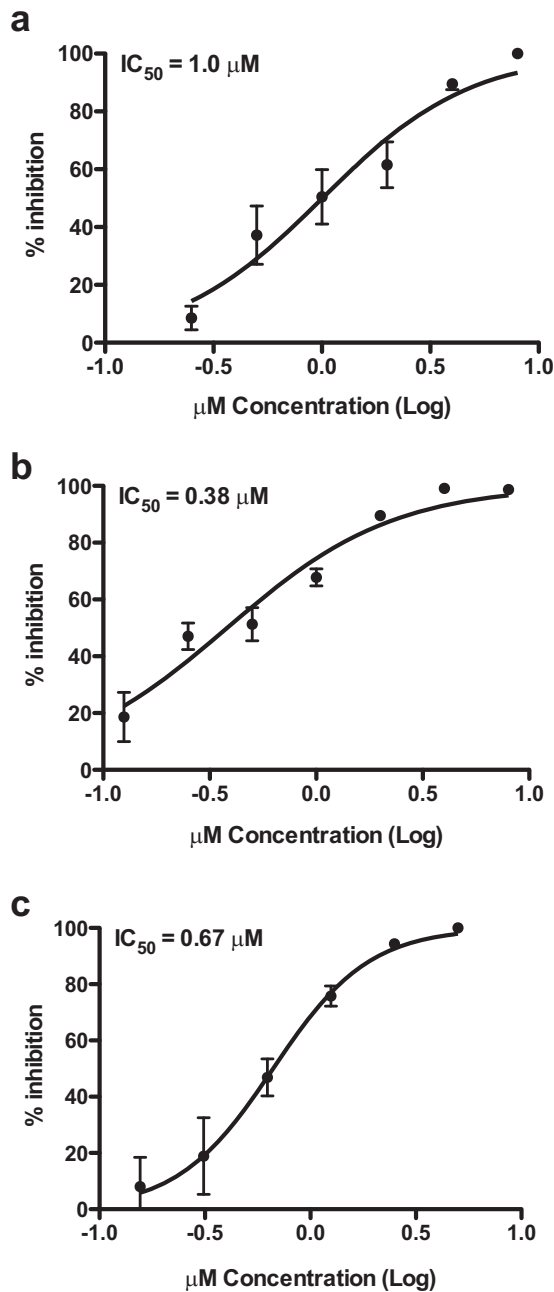 a
IC50 = 1.0 μM
100
80
60
40
20
0
% inhibition
-1.0 -0.5 0.0 0.5 1.0
μM Concentration (Log)
b
IC50 = 0.38 μM
100
80
60
40
20
0
% inhibition
-1.0 -0.5 0.0 0.5 1.0
μM Concentration (Log)
c
IC50 = 0.67 μM
100
80
60
40
20
0
% inhibition
-1.0 -0.5 0.0 0.5 1.0
μM Concentration (Log)